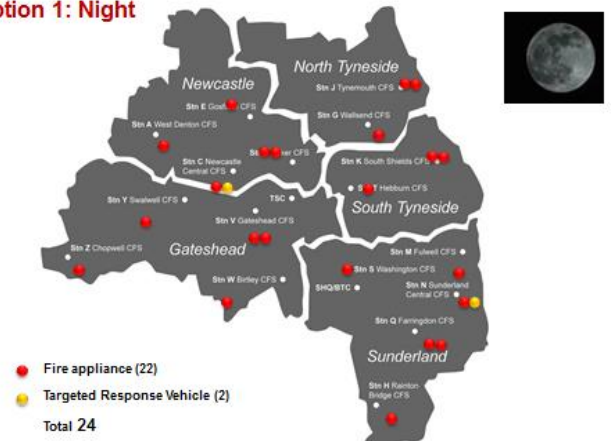 ption 1: Night
North Tyneside
Stn J Tynemouth CFS
Newcastle
Stn E CFS
Stn G Wallsend CFS
Stn A West Denton CFS
CFS
Stn C Newcastle
Central CFS
Stn K South Shields CFS
Hebburn CFS
South Tyneside
Stn Y Swalwell CFS
TSC
Stn V Gateshead CFS
Gateshead
Stn Z Chopwell CFS
Stn W Birtley CFS
Stn M Fulwell CFS
Stn S Washington CFS
SHQ/BTC
Stn N Sunderland
Central CFS
Stn Q Farringdon CFS
Sunderland
Stn H Rainton
Bridge CFS
Fire appliance (22)
Targeted Response Vehicle (2)
Total 24